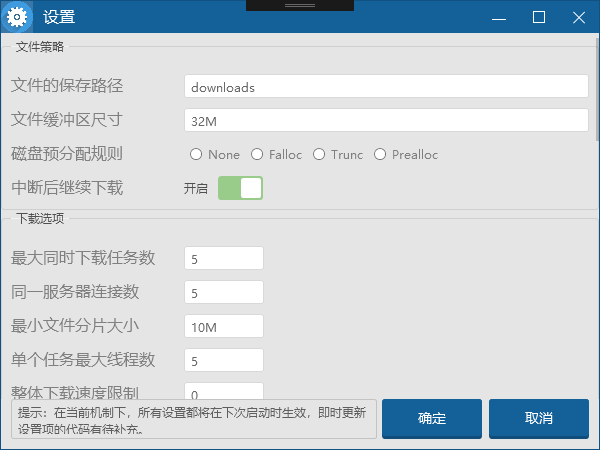 设置
文件策略
文件的保存路径 downloads
文件缓冲区尺寸 32M
磁盘预分配规则 None Falloc Trunc Prealloc
中断后继续下载 开启
下载选项
最大同时下载任务数 5
同一服务器连接数 5
最小文件分片大小 10M
单个任务最大线程数 5
整体下载速度限制 0
提示：在当前机制下，所有设置都将在下次启动时生效，即时更新
设置项的代码有待补充。
确定 取消